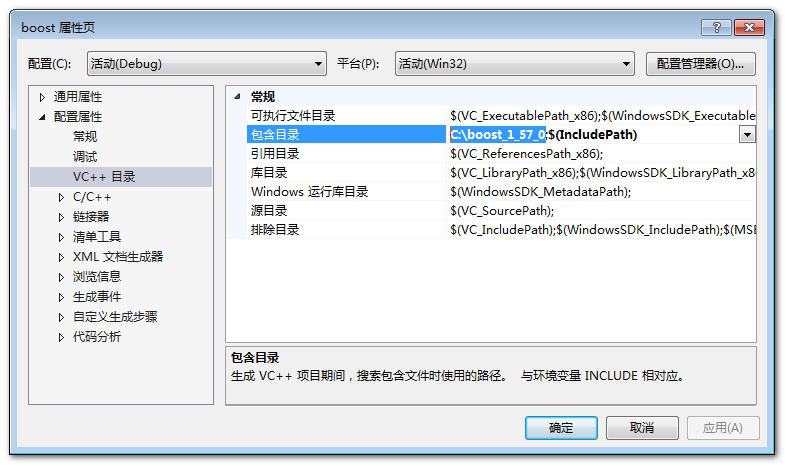 boost 属性页
配置(C): 活动(Debug) 平台(P): 活动(Win32) 配置管理器(O)...
通用属性
配置属性
常规
调试
VC++ 目录
C/C++
链接器
清单工具
XML 文档生成器
浏览信息
生成事件
自定义生成步骤
代码分析
常规
可执行文件目录 $(VC_ExecutablePath_x86);$(WindowsSDK_Executable
包含目录 C:\boost_1_57_0;$(IncludePath)
引用目录 $(VC_ReferencesPath_x86);
库目录 $(VC_LibraryPath_x86);$(WindowsSDK_LibraryPath_x86
Windows 运行库目录 $(WindowsSDK_MetadataPath);
源目录 $(VC_SourcePath);
排除目录 $(VC_IncludePath);$(WindowsSDK_IncludePath);$(MSB
包含目录
生成 VC++ 项目期间，搜索包含文件时使用的路径。 与环境变量 INCLUDE 相对应。
确定 取消 应用(A)